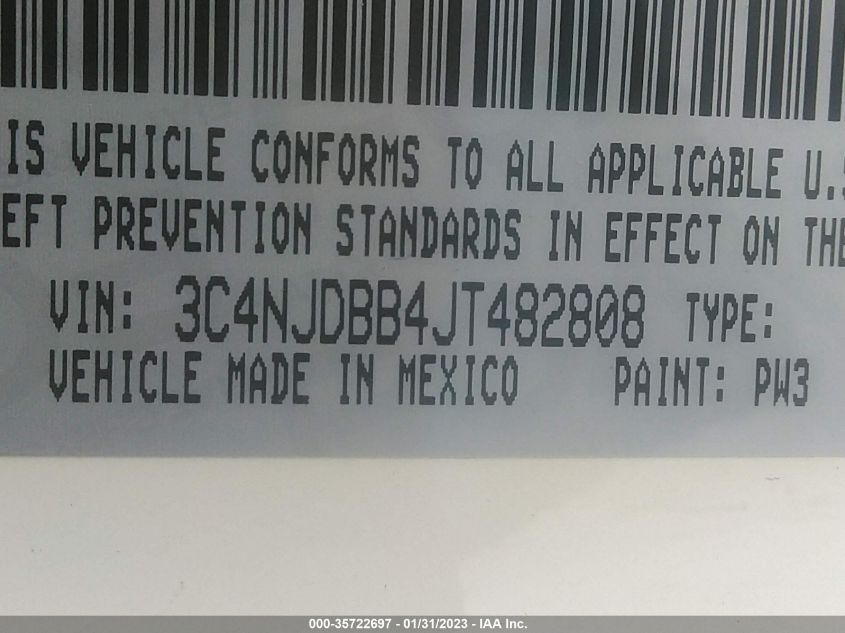 IS VEHICLE CONFORMS TO ALL APPLICABLE U.S
EFT PREVENTION STANDARDS IN EFFECT ON THE
VIN: 3C4NJDBB4JT482808 TYPE:
VEHICLE MADE IN MEXICO PAINT: PW3
000-35722697 - 01/31/2023 - IAA Inc.